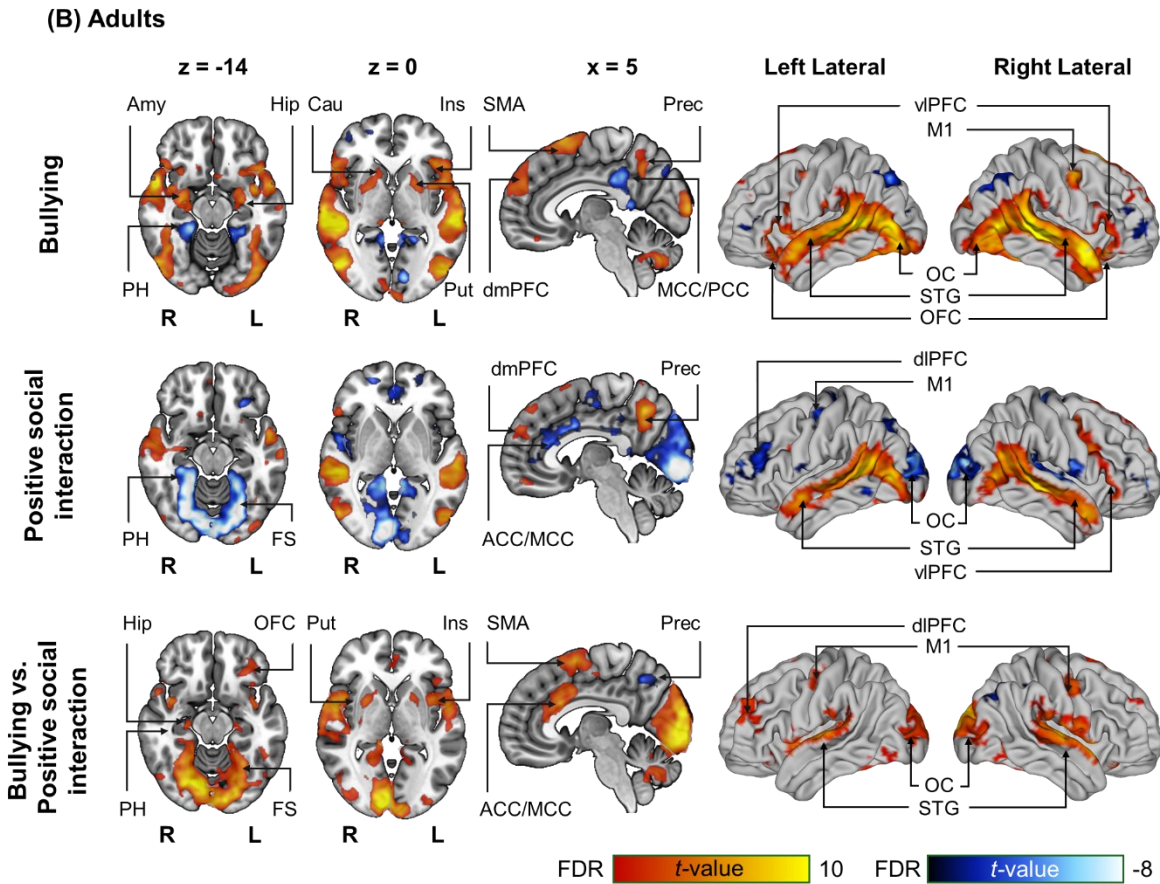 (B) Adults
z = -14
z = 0
x = 5
Left Lateral
Right Lateral
Bullying
Amy
Hip
Cau
Ins
SMA
Prec
vlPFC
M1
PH
Put
dmPFC
MCC/PCC
OC
STG
OFC
R
L
R
L
Positive social
interaction
dmPFC
Prec
dlPFC
M1
PH
FS
ACC/MCC
OC
STG
vlPFC
R
L
R
L
Bullying vs.
Positive social
interaction
Hip
OFC
Put
Ins
SMA
Prec
dlPFC
M1
PH
FS
ACC/MCC
OC
STG
R
L
R
L
FDR t-value 10
FDR t-value -8